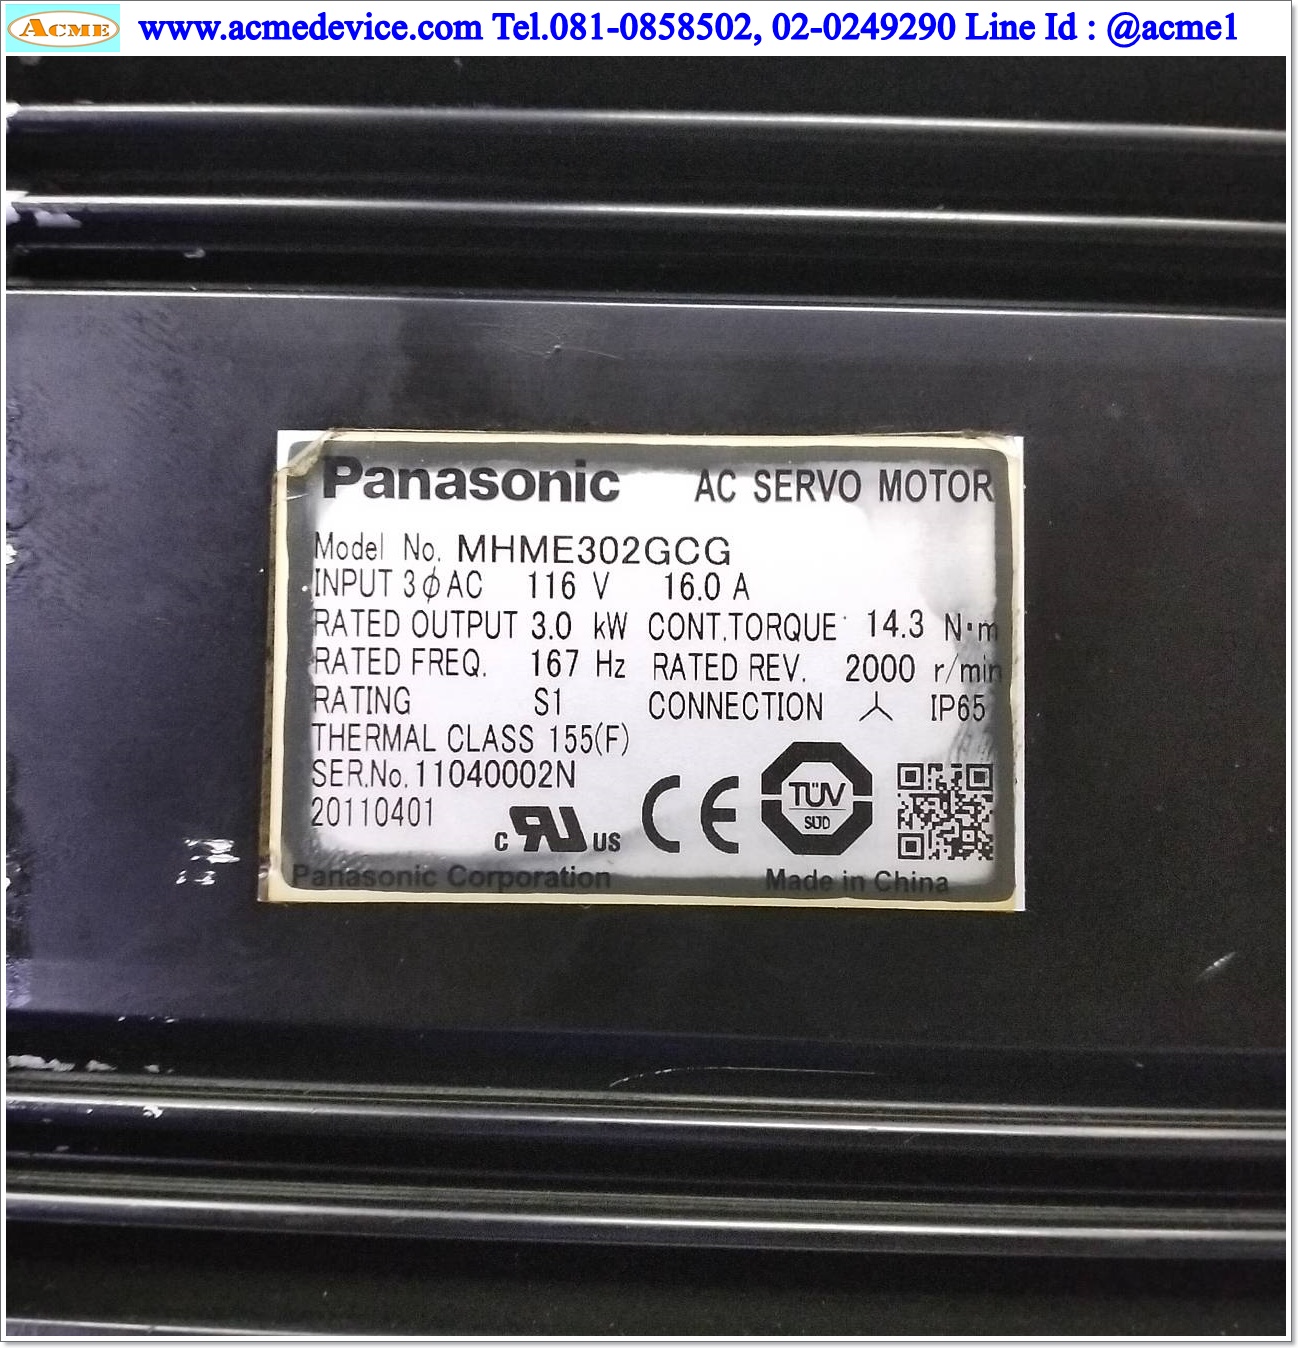 ACME www.acmedevice.com Tel.081-0858502, 02-0249290 Line Id : @acme1
Panasonic AC SERVO MOTOR
Model No. MHME302GCG
INPUT 3ϕAC 116 V 16.0 A
RATED OUTPUT 3.0 kW CONT.TORQUE 14.3 N·m
RATED FREQ. 167 Hz RATED REV. 2000 r/min
RATING S1 CONNECTION IP65
THERMAL CLASS 155(F)
SER.No.11040002N
20110401
c RU US CE TÜV SÜD
Panasonic Corporation Made in China